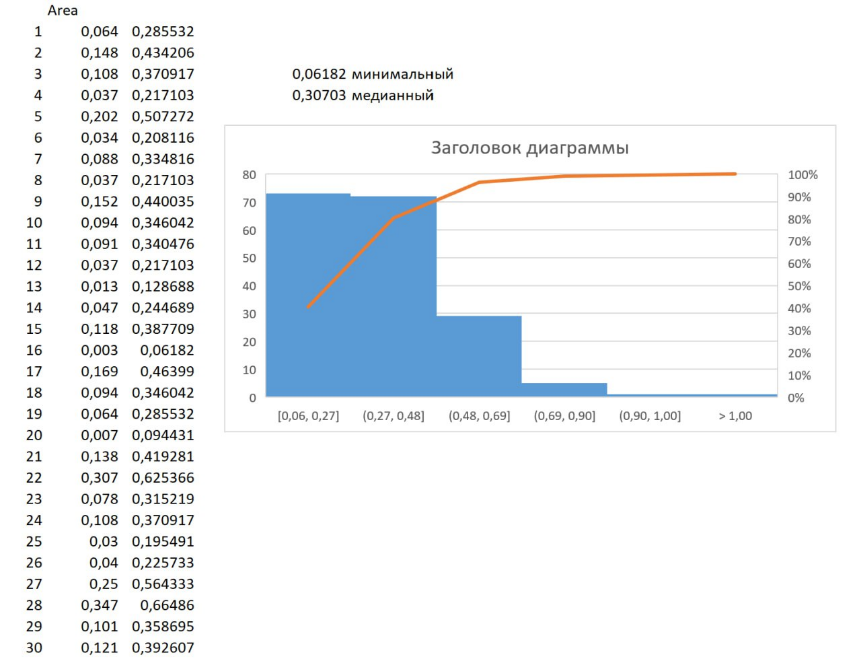 Area
1 0,064 0,285532
2 0,148 0,434206
3 0,108 0,370917 0,06182 минимальный
4 0,037 0,217103 0,30703 медианный
5 0,202 0,507272
6 0,034 0,208116
7 0,088 0,334816
8 0,037 0,217103
9 0,152 0,440035
10 0,094 0,346042
11 0,091 0,340476
12 0,037 0,217103
13 0,013 0,128688
14 0,047 0,244689
15 0,118 0,387709
16 0,003 0,06182
17 0,169 0,46399
18 0,094 0,346042
19 0,064 0,285532
20 0,007 0,094431
21 0,138 0,419281
22 0,307 0,625366
23 0,078 0,315219
24 0,108 0,370917
25 0,03 0,195491
26 0,04 0,225733
27 0,25 0,564333
28 0,347 0,66486
29 0,101 0,358695
30 0,121 0,392607
Заголовок диаграммы
80 100%
70 90%
60 80%
50 70%
40 60%
30 50%
20 40%
10 30%
0 20%
10%
0%
[0,06, 0,27] (0,27, 0,48] (0,48, 0,69] (0,69, 0,90] (0,90, 1,00] > 1,00